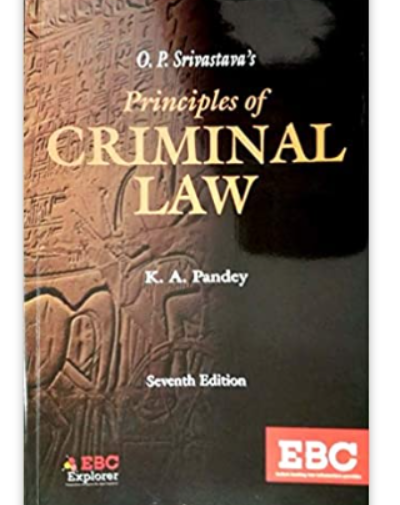 O. P. Srivastava's
Principles of
CRIMINAL
LAW
K. A. Pandey
Seventh Edition
EBC
Explorer
EBC